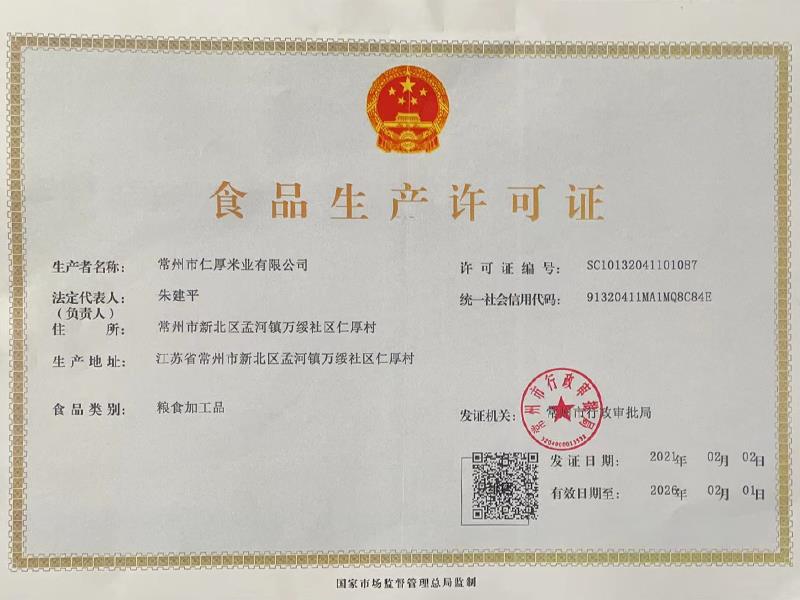 食品生产许可证
生产者名称： 常州市仁厚米业有限公司
法定代表人： 朱建平
（负责人）
住 所： 常州市新北区孟河镇万绥社区仁厚村
生产地址： 江苏省常州市新北区孟河镇万绥社区仁厚村
食品类别： 粮食加工品
许可证编号： SC10132041101087
统一社会信用代码： 91320411MA1MQ8C84E
发证机关： 常州市行政审批局
常州市行政审批局
发证日期： 2021年 02月 02日
有效日期至： 2026年 02月 01日
国家市场监督管理总局监制